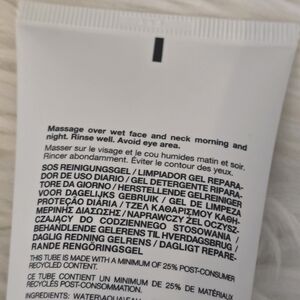 Massage over wet face and neck morning and
night. Rinse well. Avoid eye area.
Masser sur le visage et le cou humides matin et soir.
Rincer abondamment. Éviter le contour des yeux.
SOS REINIGUNGSGEL / LIMPIADOR GEL REPARA-
DOR DE USO DIARIO / GEL DETERGENTE RIPARA-
TORE DA GIORNO / HERSTELLENDE GEL REINIGER
VOOR DAGELIJKS GEBRUIK / GEL DE LIMPEZA
PROTEÇÃO DIÁRIA / ΤΖΕΛ ΚΑΘΑΡΙΣΜΟΥ ΚΑΘΗ-
ΜΕΡΙΝΗΣ ΔΙΑΣΩΣΗΣ / NAPRAWCZY ŻEL OCZYSZ-
CZAJĄCY DO CODZIENNEGO STOSOWANIA /
BEHANDLENDE GELERENS TIL HVERDAGSBRUG /
DAGLIG REDNING GELRENS / DAGLIGT REPARE-
RANDE RENGÖRINGSGEL
THIS TUBE IS MADE WITH A MINIMUM OF 25% POST-CONSUMER
RECYCLED CONTENT.
CE TUBE CONTIENT UN MINIMUM DE 25% DE MATÉRIAU
RECYCLÉS POST-CONSOMMATION.
INGREDIENTS: